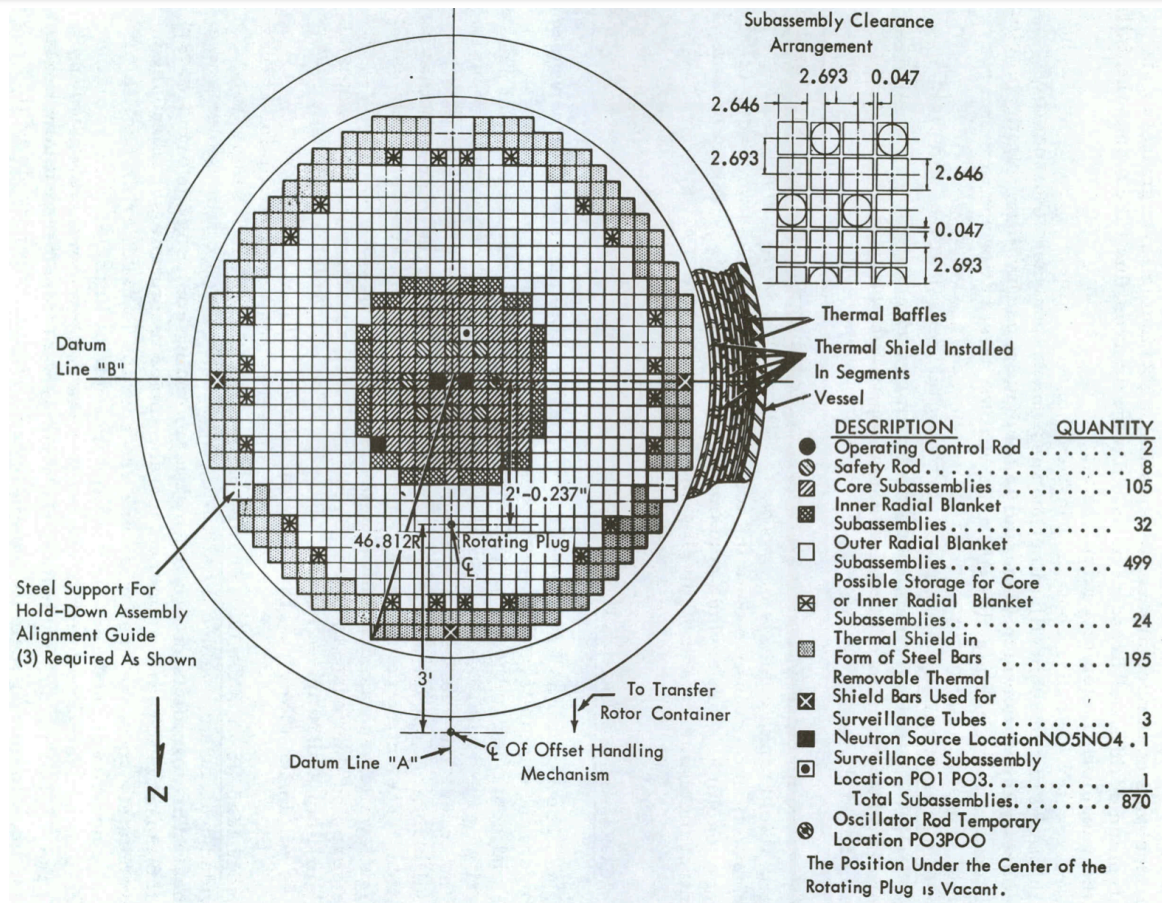 Subassembly Clearance
Arrangement
2.693 0.047
2.646
2.693
2.646
0.047
2.693
Datum
Line "B"
Thermal Baffles
Thermal Shield Installed
In Segments
Vessel
2'-0.237"
46.812R
Rotating Plug
℄
Steel Support For
Hold-Down Assembly
Alignment Guide
(3) Required As Shown
3'
To Transfer
Rotor Container
℄ Of Offset Handling
Mechanism
Datum Line "A"
N
DESCRIPTION QUANTITY
Operating Control Rod . . . . . . . . . 2
Safety Rod . . . . . . . . . . . . . . . . . . 8
Core Subassemblies . . . . . . . . . . 105
Inner Radial Blanket
Subassemblies. . . . . . . . . . . . . . . 32
Outer Radial Blanket
Subassemblies. . . . . . . . . . . . . . . 499
Possible Storage for Core
or Inner Radial Blanket
Subassemblies. . . . . . . . . . . . . . . 24
Thermal Shield in
Form of Steel Bars . . . . . . . . . . . 195
Removable Thermal
Shield Bars Used for
Surveillance Tubes . . . . . . . . . . . 3
Neutron Source LocationNO5NO4 . 1
Surveillance Subassembly
Location PO1 PO3. . . . . . . . . . . . 1
Total Subassemblies. . . . . . . . . . 870
Oscillator Rod Temporary
Location PO3POO
The Position Under the Center of the
Rotating Plug is Vacant.